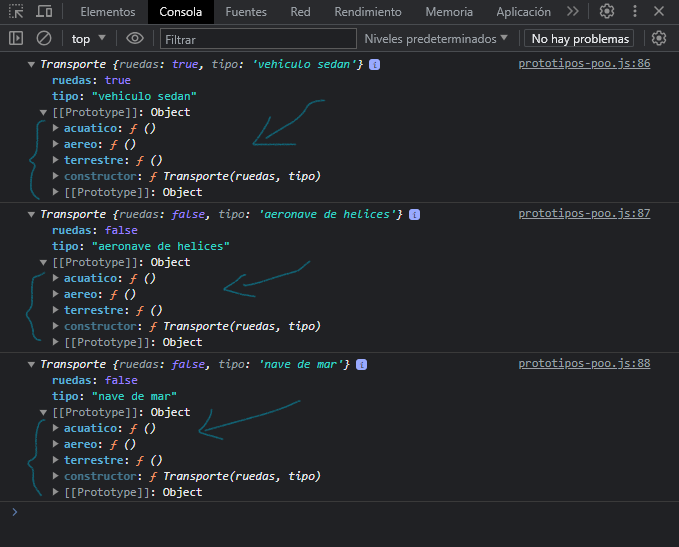 Elementos Consola Fuentes Red Rendimiento Memoria Aplicación
top Filtrar Niveles predeterminados No hay problemas
Transporte {ruedas: true, tipo: 'vehiculo sedan'} i prototipos-poo.js:86
ruedas: true
tipo: "vehiculo sedan"
[[Prototype]]: Object
acuatico: ƒ ()
aereo: ƒ ()
terrestre: ƒ ()
constructor: ƒ Transporte(ruedas, tipo)
[[Prototype]]: Object
Transporte {ruedas: false, tipo: 'aeronave de helices'} i prototipos-poo.js:87
ruedas: false
tipo: "aeronave de helices"
[[Prototype]]: Object
acuatico: ƒ ()
aereo: ƒ ()
terrestre: ƒ ()
constructor: ƒ Transporte(ruedas, tipo)
[[Prototype]]: Object
Transporte {ruedas: false, tipo: 'nave de mar'} i prototipos-poo.js:88
ruedas: false
tipo: "nave de mar"
[[Prototype]]: Object
acuatico: ƒ ()
aereo: ƒ ()
terrestre: ƒ ()
constructor: ƒ Transporte(ruedas, tipo)
[[Prototype]]: Object